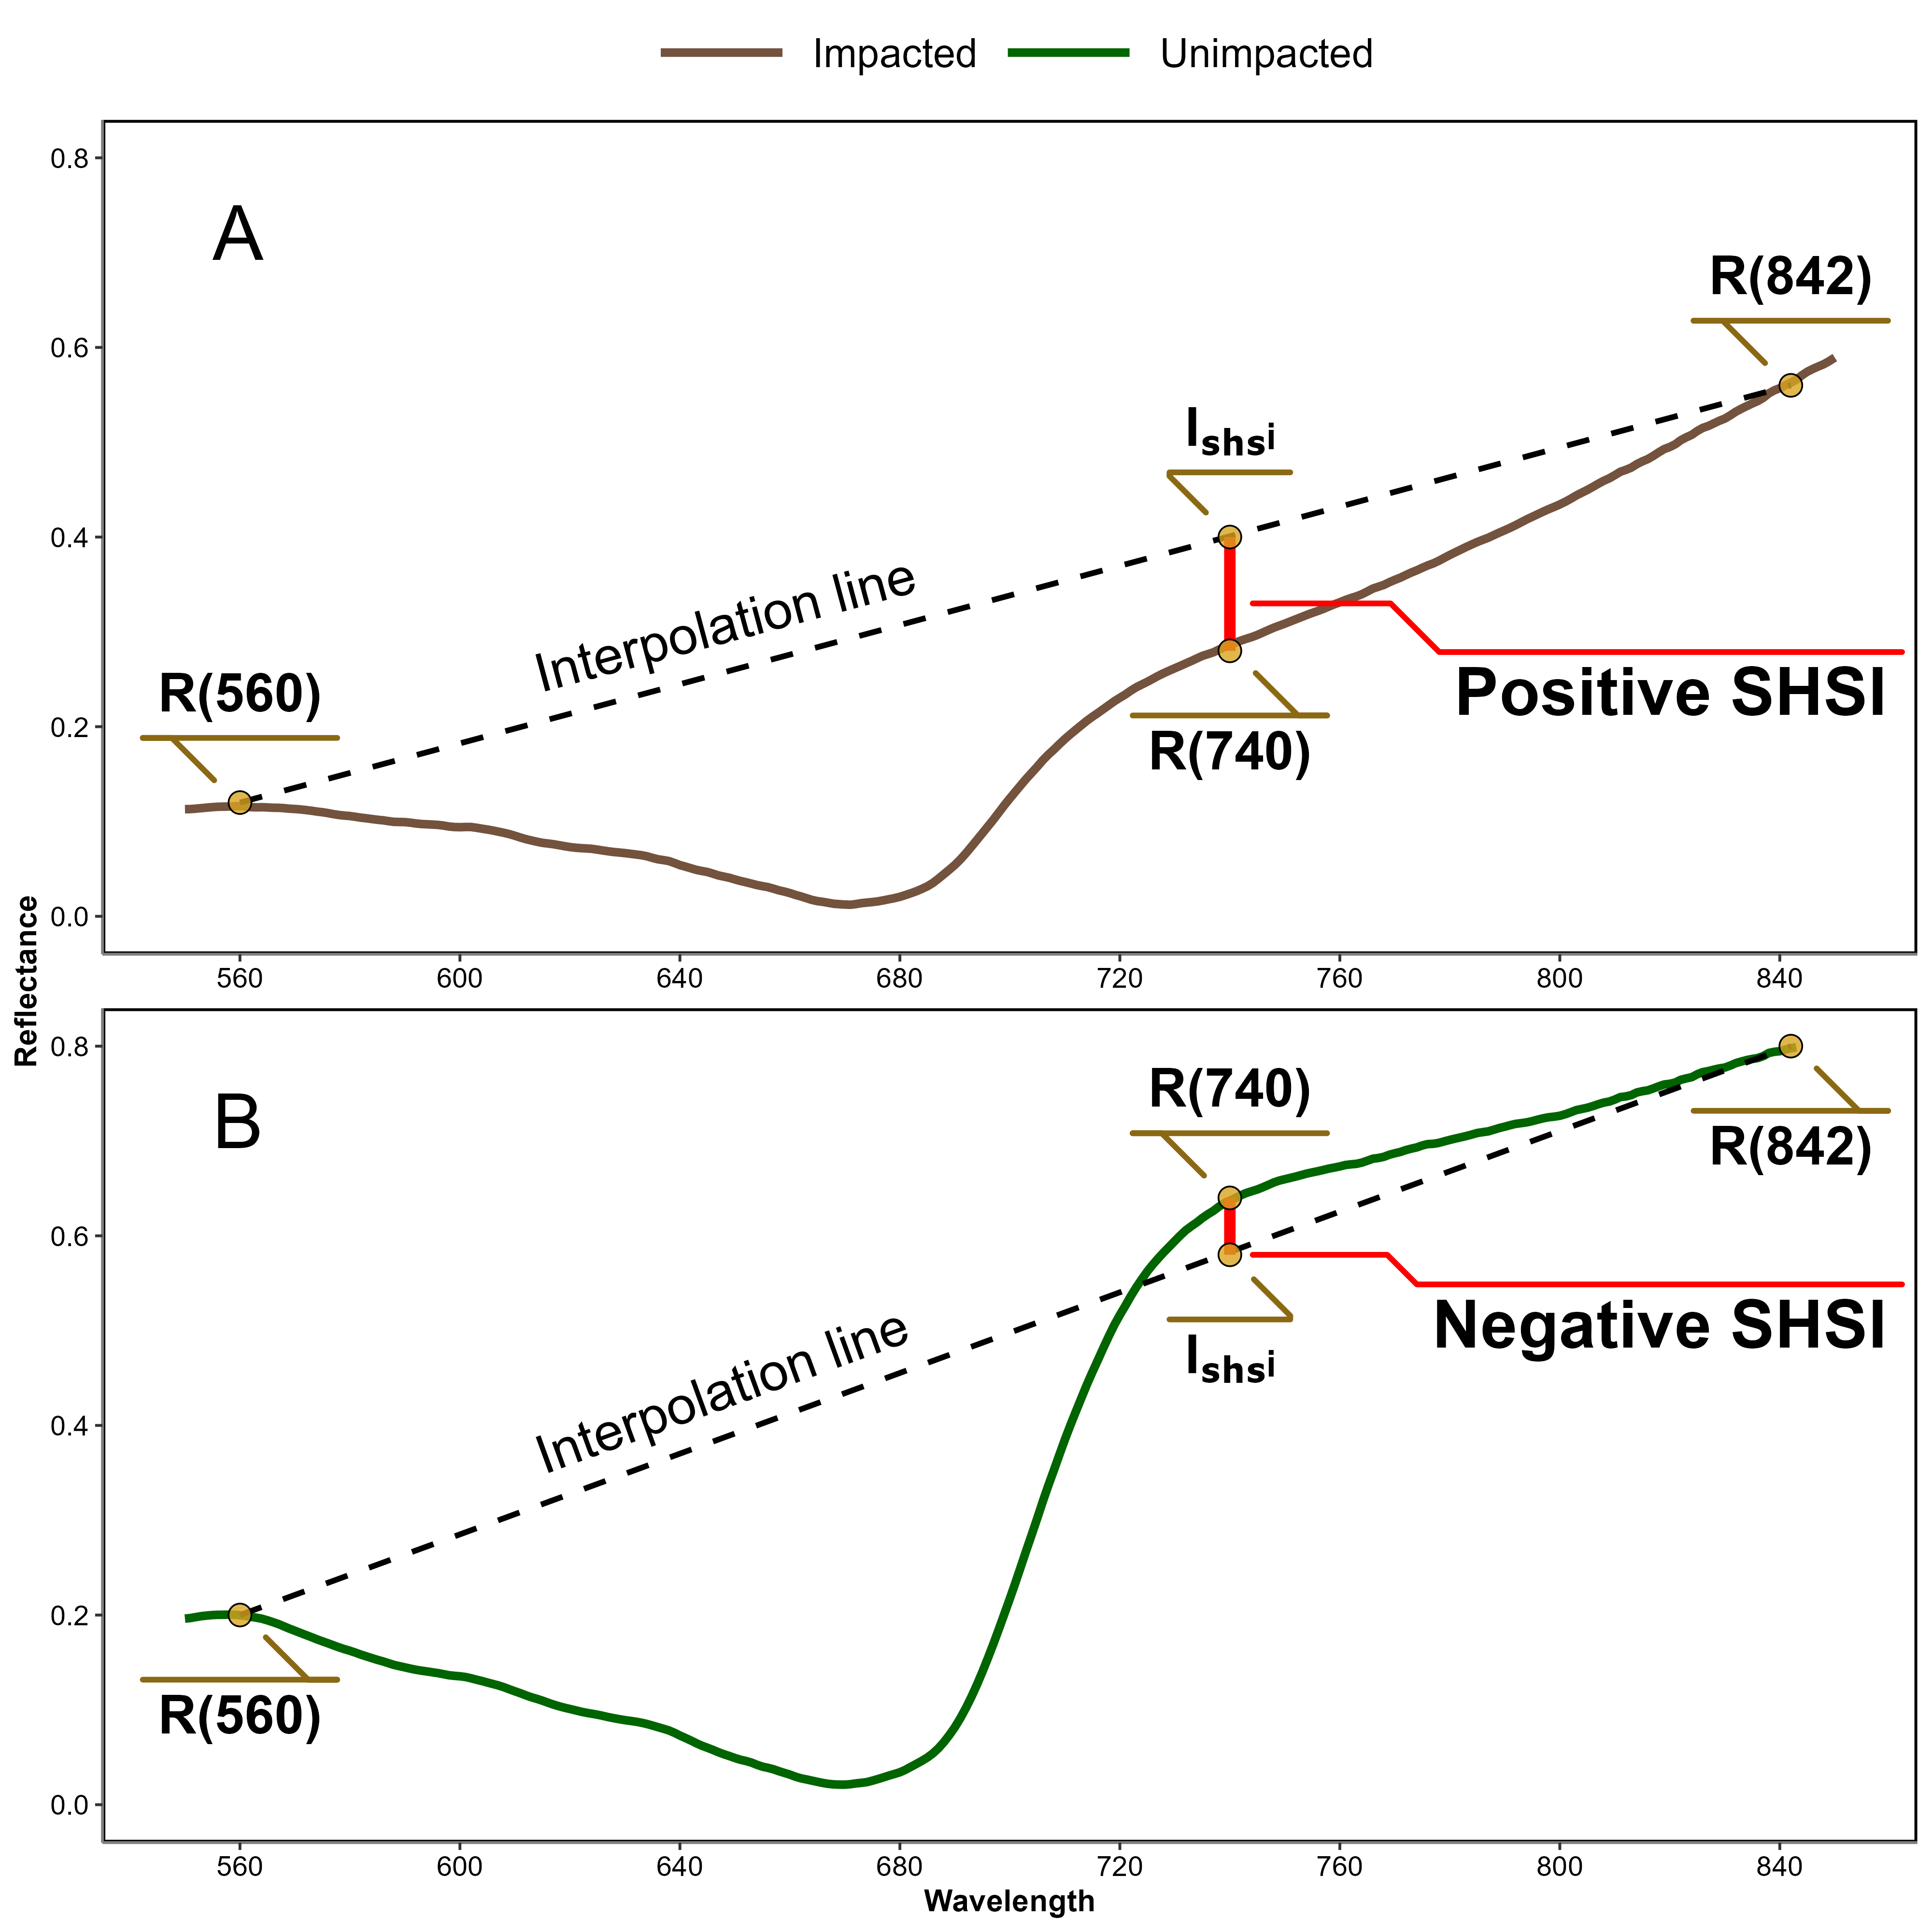 Impacted Unimpacted
A
0.8
0.6
0.4
0.2
0.0
R(842)
Ishsi
Interpolation line
R(560)
Positive SHSI
R(740)
560 600 640 680 720 760 800 840
Reflectance
B
0.8
0.6
0.4
0.2
0.0
R(740)
R(842)
Negative SHSI
Ishsi
Interpolation line
R(560)
560 600 640 680 720 760 800 840
Wavelength